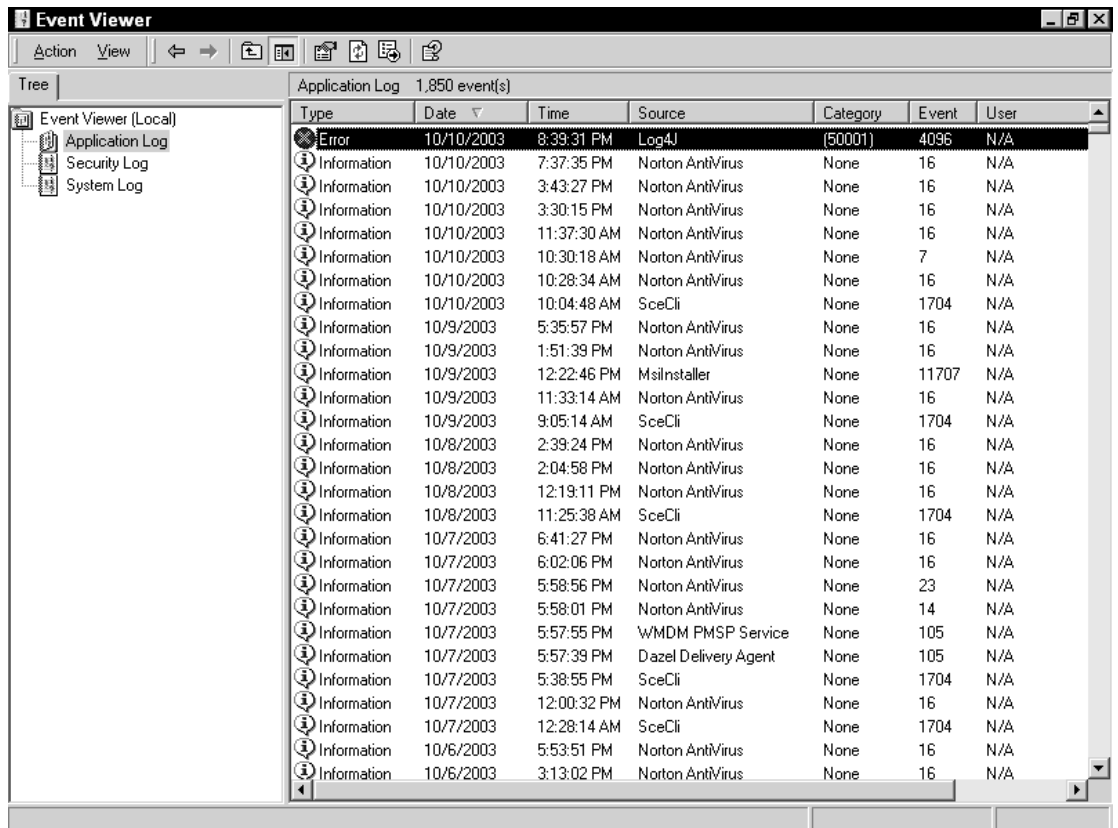 Event Viewer
Action View
Tree
Application Log 1,850 event(s)
Event Viewer (Local)
Application Log
Security Log
System Log
Type Date Time Source Category Event User
Error 10/10/2003 8:39:31 PM Log4J (50001) 4096 N/A
Information 10/10/2003 7:37:35 PM Norton AntiVirus None 16 N/A
Information 10/10/2003 3:43:27 PM Norton AntiVirus None 16 N/A
Information 10/10/2003 3:30:15 PM Norton AntiVirus None 16 N/A
Information 10/10/2003 11:37:30 AM Norton AntiVirus None 16 N/A
Information 10/10/2003 10:30:18 AM Norton AntiVirus None 7 N/A
Information 10/10/2003 10:28:34 AM Norton AntiVirus None 16 N/A
Information 10/10/2003 10:04:48 AM SceCli None 1704 N/A
Information 10/9/2003 5:35:57 PM Norton AntiVirus None 16 N/A
Information 10/9/2003 1:51:39 PM Norton AntiVirus None 16 N/A
Information 10/9/2003 12:22:46 PM MsiInstaller None 11707 N/A
Information 10/9/2003 11:33:14 AM Norton AntiVirus None 16 N/A
Information 10/9/2003 9:05:14 AM SceCli None 1704 N/A
Information 10/8/2003 2:39:24 PM Norton AntiVirus None 16 N/A
Information 10/8/2003 2:04:58 PM Norton AntiVirus None 16 N/A
Information 10/8/2003 12:19:11 PM Norton AntiVirus None 16 N/A
Information 10/8/2003 11:25:38 AM SceCli None 1704 N/A
Information 10/7/2003 6:41:27 PM Norton AntiVirus None 16 N/A
Information 10/7/2003 6:02:06 PM Norton AntiVirus None 16 N/A
Information 10/7/2003 5:58:56 PM Norton AntiVirus None 23 N/A
Information 10/7/2003 5:58:01 PM Norton AntiVirus None 14 N/A
Information 10/7/2003 5:57:55 PM WMDM PMSP Service None 105 N/A
Information 10/7/2003 5:57:39 PM Dazel Delivery Agent None 105 N/A
Information 10/7/2003 5:38:55 PM SceCli None 1704 N/A
Information 10/7/2003 12:00:32 PM Norton AntiVirus None 16 N/A
Information 10/7/2003 12:28:14 AM SceCli None 1704 N/A
Information 10/6/2003 5:53:51 PM Norton AntiVirus None 16 N/A
Information 10/6/2003 3:13:02 PM Norton AntiVirus None 16 N/A